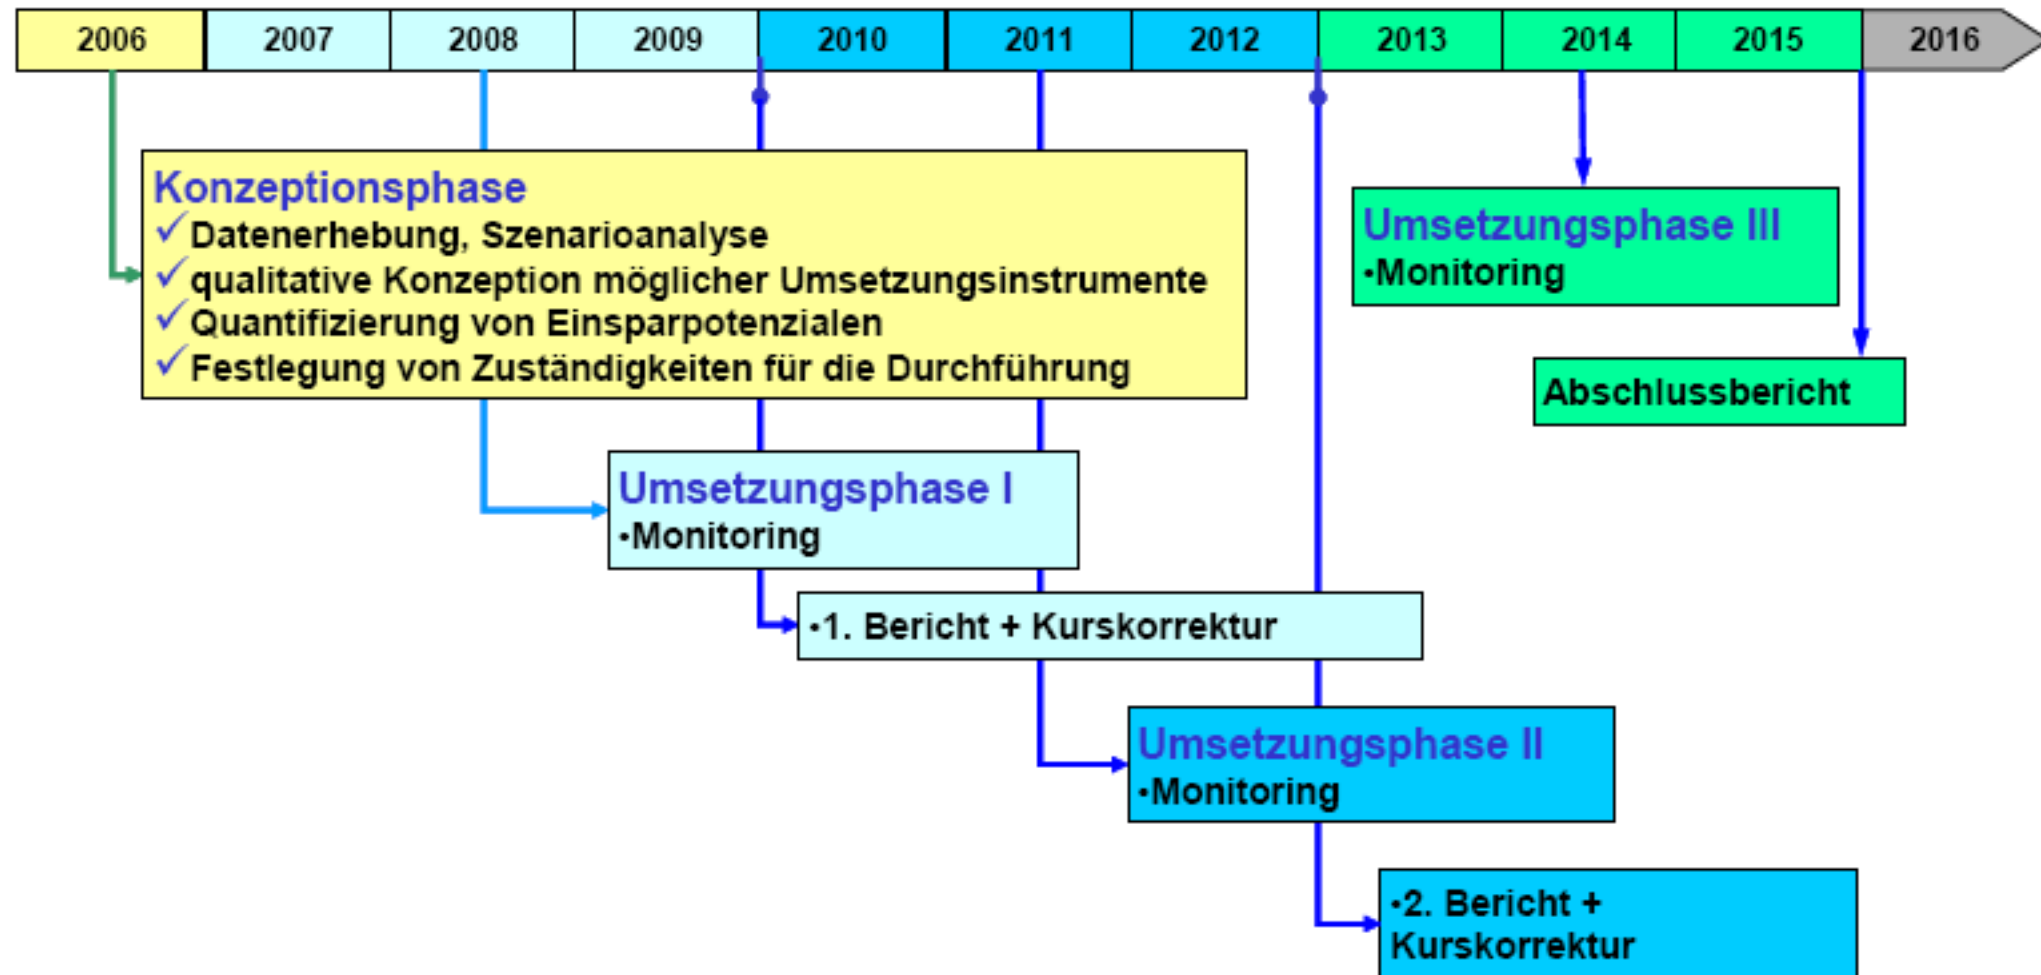 2006 2007 2008 2009 2010 2011 2012 2013 2014 2015 2016
Konzeptionsphase
✓Datenerhebung, Szenarioanalyse
✓qualitative Konzeption möglicher Umsetzungsinstrumente
✓Quantifizierung von Einsparpotenzialen
✓Festlegung von Zuständigkeiten für die Durchführung
Umsetzungsphase III
•Monitoring
Abschlussbericht
Umsetzungsphase I
•Monitoring
•1. Bericht + Kurskorrektur
Umsetzungsphase II
•Monitoring
•2. Bericht +
Kurskorrektur